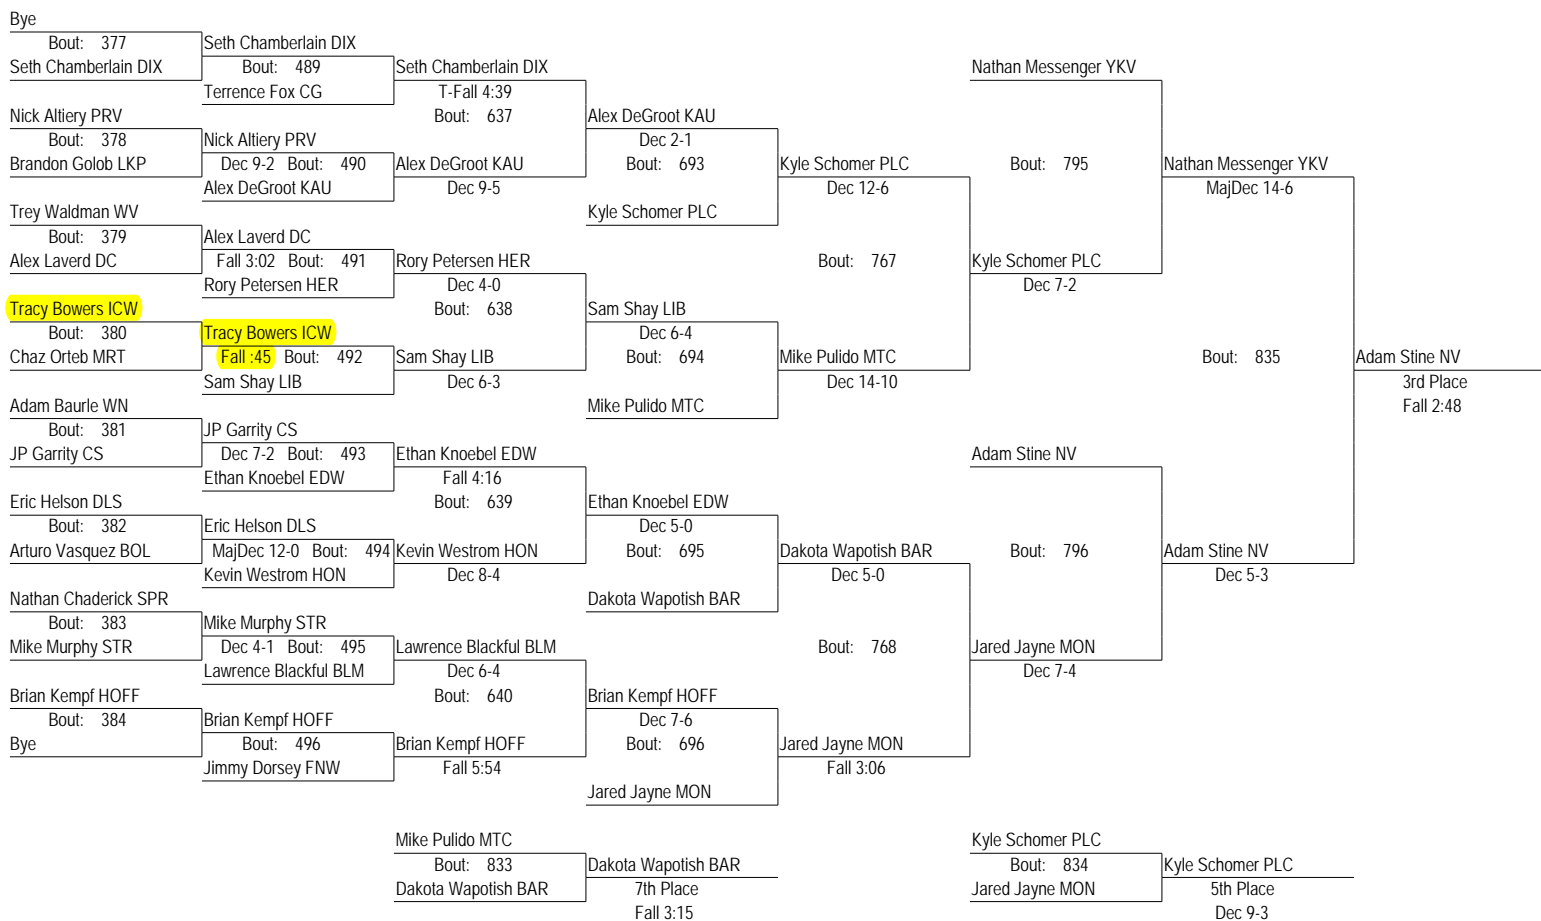 Bye
Bout: 377 Seth Chamberlain DIX
Seth Chamberlain DIX Bout: 489 Seth Chamberlain DIX Nathan Messenger YKV
Terrence Fox CG T-Fall 4:39
Nick Altiery PRV Bout: 637 Alex DeGroot KAU
Bout: 378 Nick Altiery PRV Dec 2-1
Brandon Golob LKP Dec 9-2 Bout: 490 Alex DeGroot KAU Bout: 693 Kyle Schomer PLC Bout: 795 Nathan Messenger YKV
Alex DeGroot KAU Dec 9-5 Dec 12-6 MajDec 14-6
Trey Waldman WV Kyle Schomer PLC
Bout: 379 Alex Laverd DC
Alex Laverd DC Fall 3:02 Bout: 491 Rory Petersen HER Bout: 767 Kyle Schomer PLC
Rory Petersen HER Dec 4-0 Dec 7-2
Tracy Bowers ICW Bout: 638 Sam Shay LIB
Bout: 380 Tracy Bowers ICW Dec 6-4
Chaz Orteb MRT Fall :45 Bout: 492 Sam Shay LIB Bout: 694 Mike Pulido MTC Bout: 835 Adam Stine NV
Sam Shay LIB Dec 6-3 Dec 14-10 3rd Place
Adam Baurle WN Mike Pulido MTC Fall 2:48
Bout: 381 JP Garrity CS
JP Garrity CS Dec 7-2 Bout: 493 Ethan Knoebel EDW Adam Stine NV
Ethan Knoebel EDW Fall 4:16
Eric Helson DLS Bout: 639 Ethan Knoebel EDW
Bout: 382 Eric Helson DLS Dec 5-0
Arturo Vasquez BOL MajDec 12-0 Bout: 494 Kevin Westrom HON Bout: 695 Dakota Wapotish BAR Bout: 796 Adam Stine NV
Kevin Westrom HON Dec 8-4 Dec 5-0 Dec 5-3
Nathan Chaderick SPR Dakota Wapotish BAR
Bout: 383 Mike Murphy STR
Mike Murphy STR Dec 4-1 Bout: 495 Lawrence Blackful BLM Bout: 768 Jared Jayne MON
Lawrence Blackful BLM Dec 6-4 Dec 7-4
Brian Kempf HOFF Bout: 640 Brian Kempf HOFF
Bout: 384 Brian Kempf HOFF Dec 7-6
Bye Bout: 496 Brian Kempf HOFF Bout: 696 Jared Jayne MON
Jimmy Dorsey FNW Fall 5:54 Fall 3:06
Jared Jayne MON
Mike Pulido MTC Kyle Schomer PLC
Bout: 833 Dakota Wapotish BAR Bout: 834 Kyle Schomer PLC
Dakota Wapotish BAR 7th Place Jared Jayne MON 5th Place
Fall 3:15 Dec 9-3